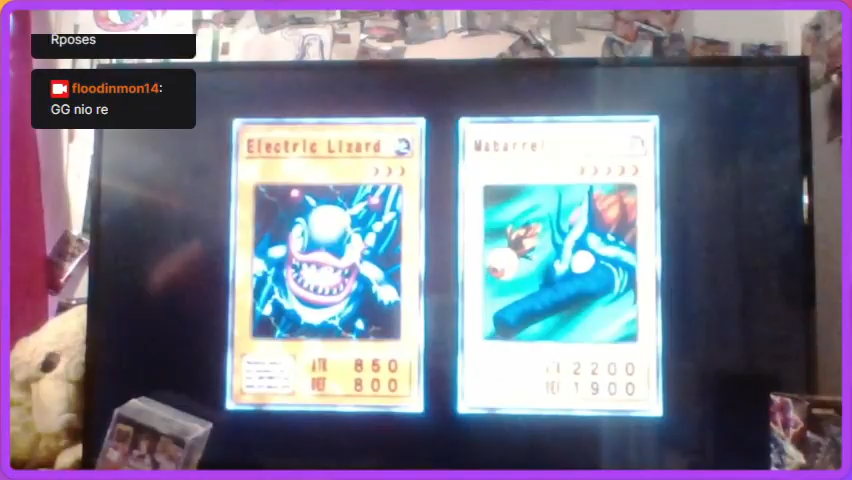 Rposes
floodinmon14:
GG nio re
Electric Lizard
Mabarrel
ATK 850
DEF 800
2200
1900